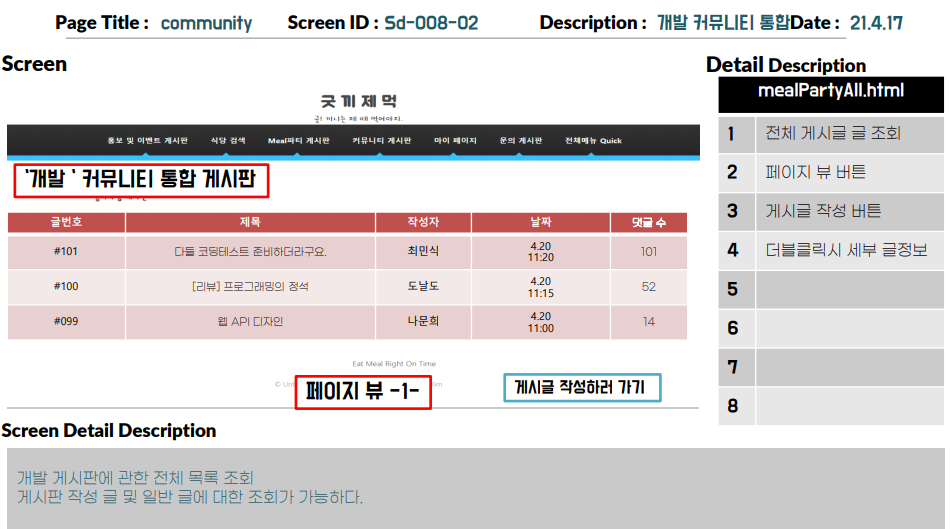 Page Title : community Screen ID : Sd-008-02 Description : 개발 커뮤니티 통합Date : 21.4.17
Screen
Detail Description
mealPartyAll.html
굿 끼 제 먹
굿! 끼니는 제 때 먹어야지.
홍보 및 이벤트 게시판 식당 검색 Meal파티 게시판 커뮤니티 게시판 마이 페이지 문의 게시판 전체메뉴 Quick
'개발 ' 커뮤니티 통합 게시판
글번호 제목 작성자 날짜 댓글 수
#101 다들 코딩테스트 준비하더라구요. 최민식 4.20 11:20 101
#100 [리뷰] 프로그래밍의 정석 도날도 4.20 11:15 52
#099 웹 API 디자인 나문희 4.20 11:00 14
Eat Meal Right On Time
페이지 뷰 -1-
게시글 작성하러 가기
1 전체 게시글 글 조회
2 페이지 뷰 버튼
3 게시글 작성 버튼
4 더블클릭시 세부 글정보
5
6
7
8
Screen Detail Description
개발 게시판에 관한 전체 목록 조회
게시판 작성 글 및 일반 글에 대한 조회가 가능하다.